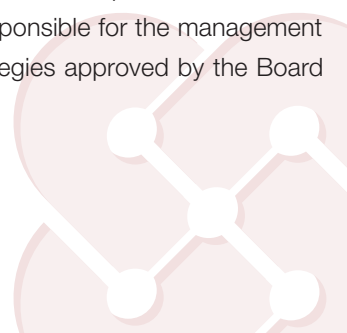 ponsible for the management
egies approved by the Board